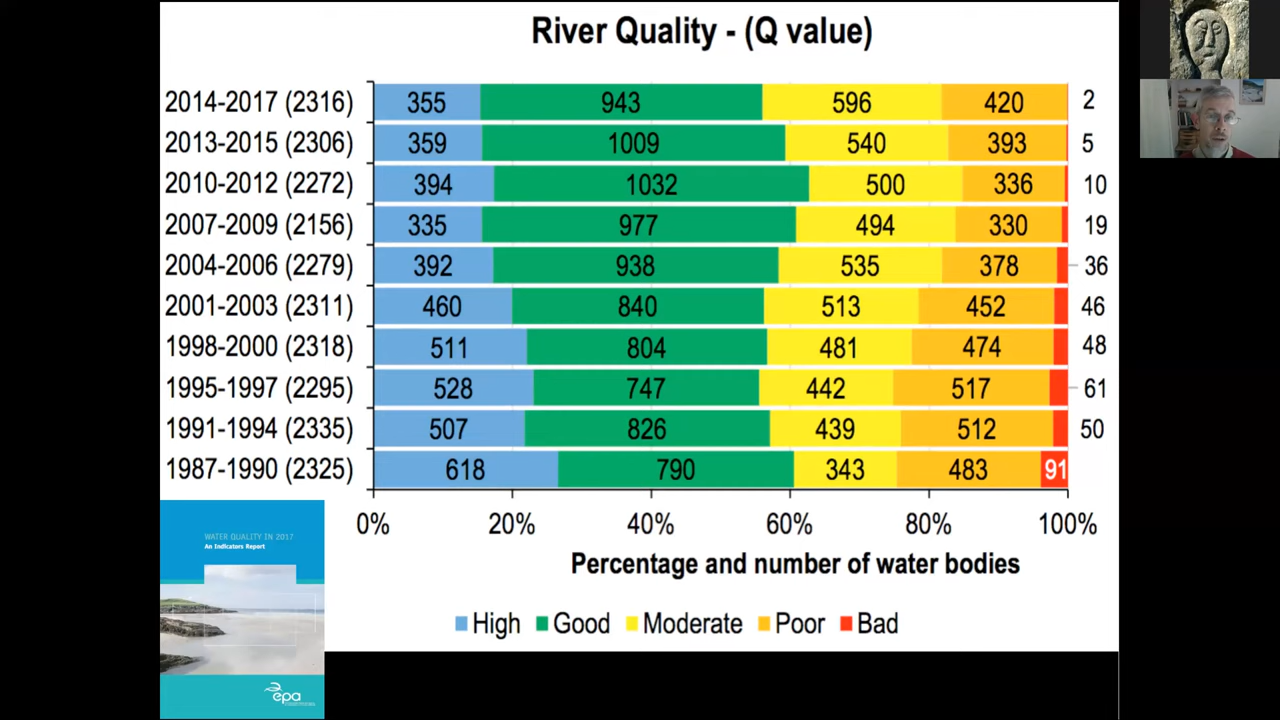 River Quality - (Q value)
2014-2017 (2316) 355 943 596 420 2
2013-2015 (2306) 359 1009 540 393 5
2010-2012 (2272) 394 1032 500 336 10
2007-2009 (2156) 335 977 494 330 19
2004-2006 (2279) 392 938 535 378 36
2001-2003 (2311) 460 840 513 452 46
1998-2000 (2318) 511 804 481 474 48
1995-1997 (2295) 528 747 442 517 61
1991-1994 (2335) 507 826 439 512 50
1987-1990 (2325) 618 790 343 483 91
0% 20% 40% 60% 80% 100%
Percentage and number of water bodies
High Good Moderate Poor Bad
WATER QUALITY IN 2017
An Indicators Report
epa